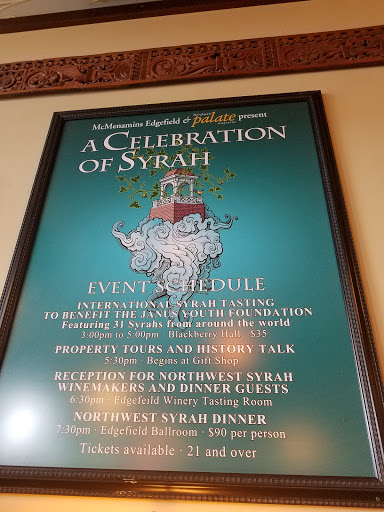 McMenamins Edgefield & palate present
A CELEBRATION
OF SYRAH
EVENT SCHEDULE
INTERNATIONAL SYRAH TASTING
TO BENEFIT THE JANUS YOUTH FOUNDATION
Featuring 31 Syrahs from around the world
3:00pm to 5:00pm · Blackberry Hall · $35
PROPERTY TOURS AND HISTORY TALK
5:30pm · Begins at Gift Shop
RECEPTION FOR NORTHWEST SYRAH
WINEMAKERS AND DINNER GUESTS
6:30pm · Edgefeild Winery Tasting Room
NORTHWEST SYRAH DINNER
7:30pm · Edgefield Ballroom · $90 per person
Tickets available · 21 and over